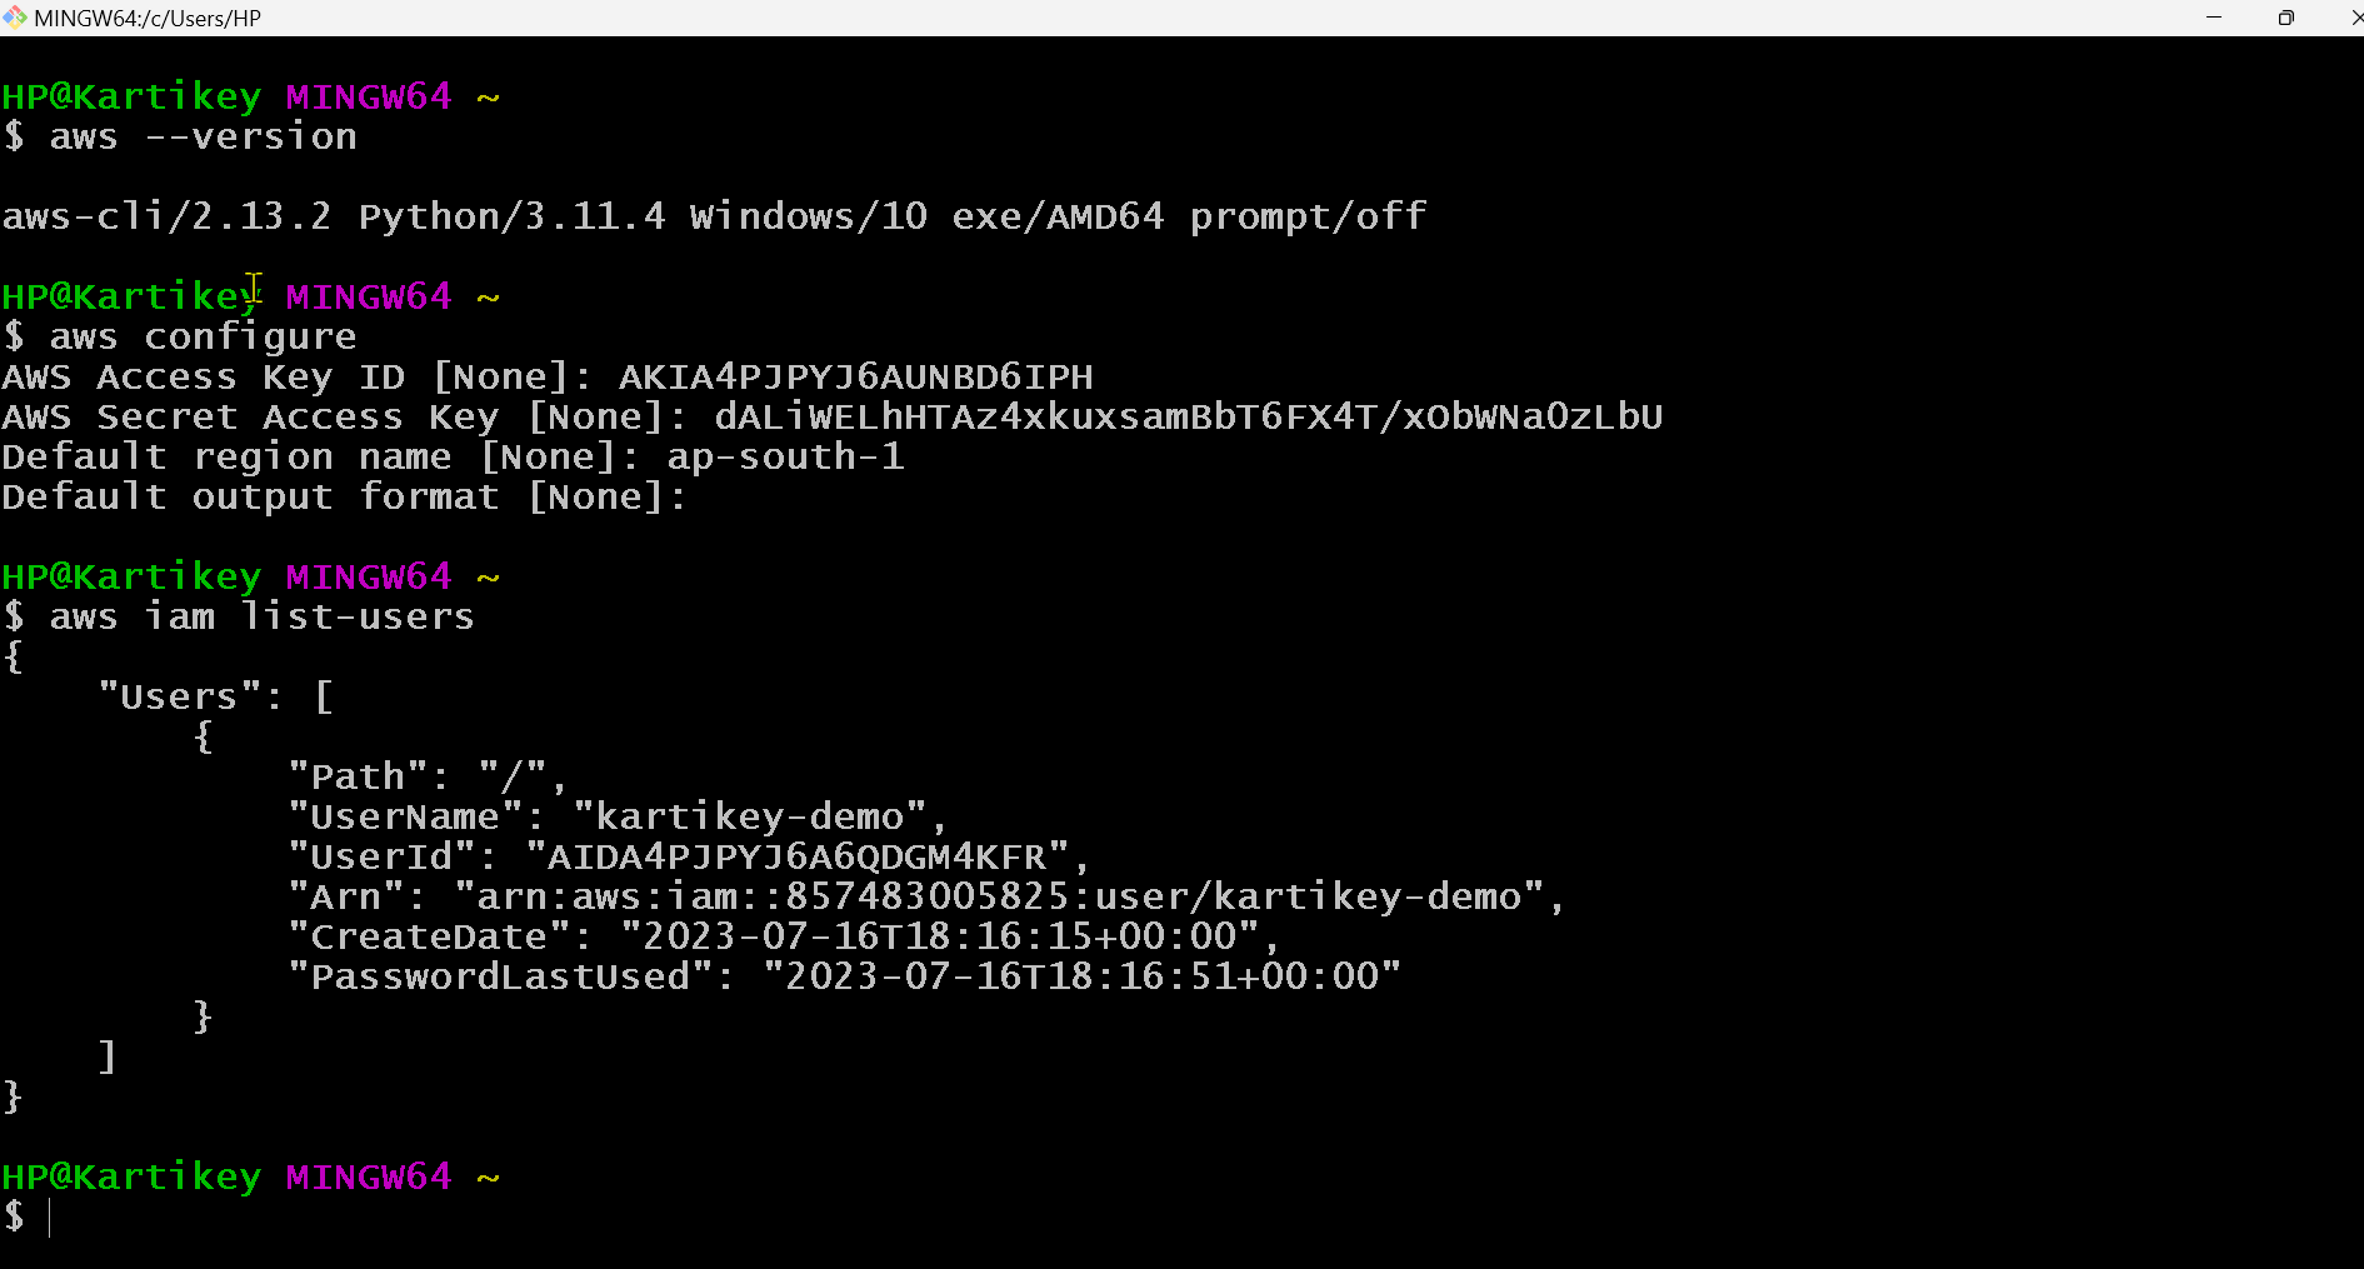 MINGW64:/c/Users/HP
HP@Kartikey MINGW64 ~
$ aws --version
aws-cli/2.13.2 Python/3.11.4 Windows/10 exe/AMD64 prompt/off
HP@Kartikey MINGW64 ~
$ aws configure
AWS Access Key ID [None]: AKIA4PJPYJ6AUNBD6IPH
AWS Secret Access Key [None]: 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
Default region name [None]: ap-south-1
Default output format [None]:
HP@Kartikey MINGW64 ~
$ aws iam list-users
{
"Users": [
{
"Path": "/",
"UserName": "kartikey-demo",
"UserId": "AIDA4PJPYJ6A6QDGM4KFR",
"Arn": "arn:aws:iam::857483005825:user/kartikey-demo",
"CreateDate": "2023-07-16T18:16:15+00:00",
"PasswordLastUsed": "2023-07-16T18:16:51+00:00"
}
]
}
HP@Kartikey MINGW64 ~
$